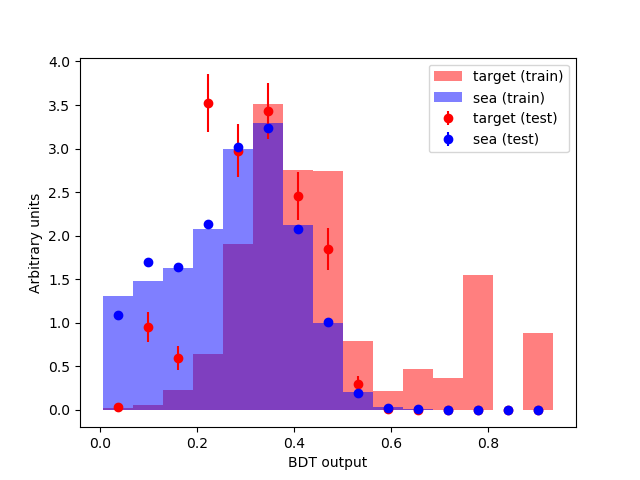 4.0
3.5
3.0
2.5
2.0
1.5
1.0
0.5
0.0
Arbitrary units
target (train)
sea (train)
target (test)
sea (test)
0.0 0.2 0.4 0.6 0.8
BDT output